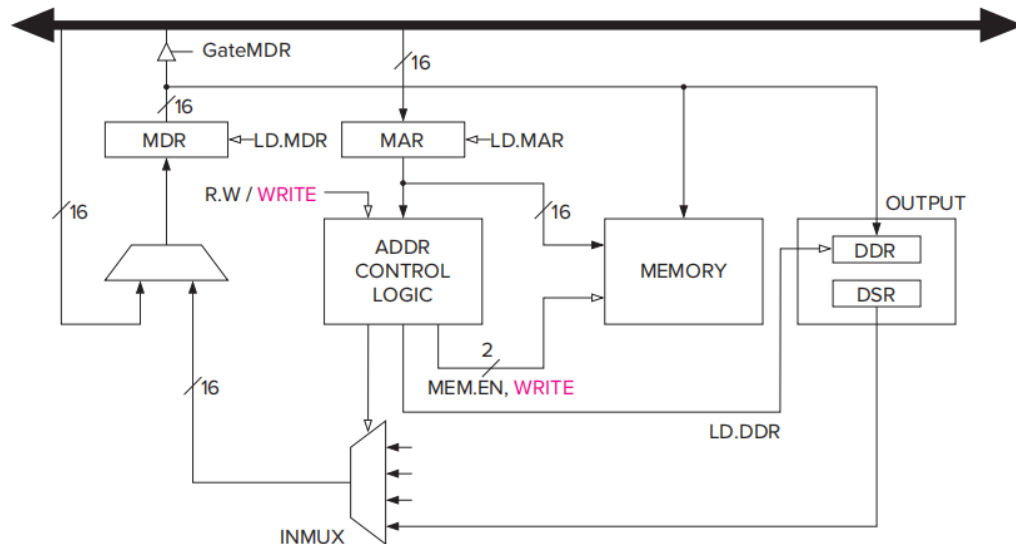 GateMDR
16
16
MDR
LD.MDR
MAR
LD.MAR
R.W / WRITE
16
16
OUTPUT
ADDR
CONTROL
LOGIC
MEMORY
DDR
DSR
2
MEM.EN, WRITE
16
LD.DDR
INMUX